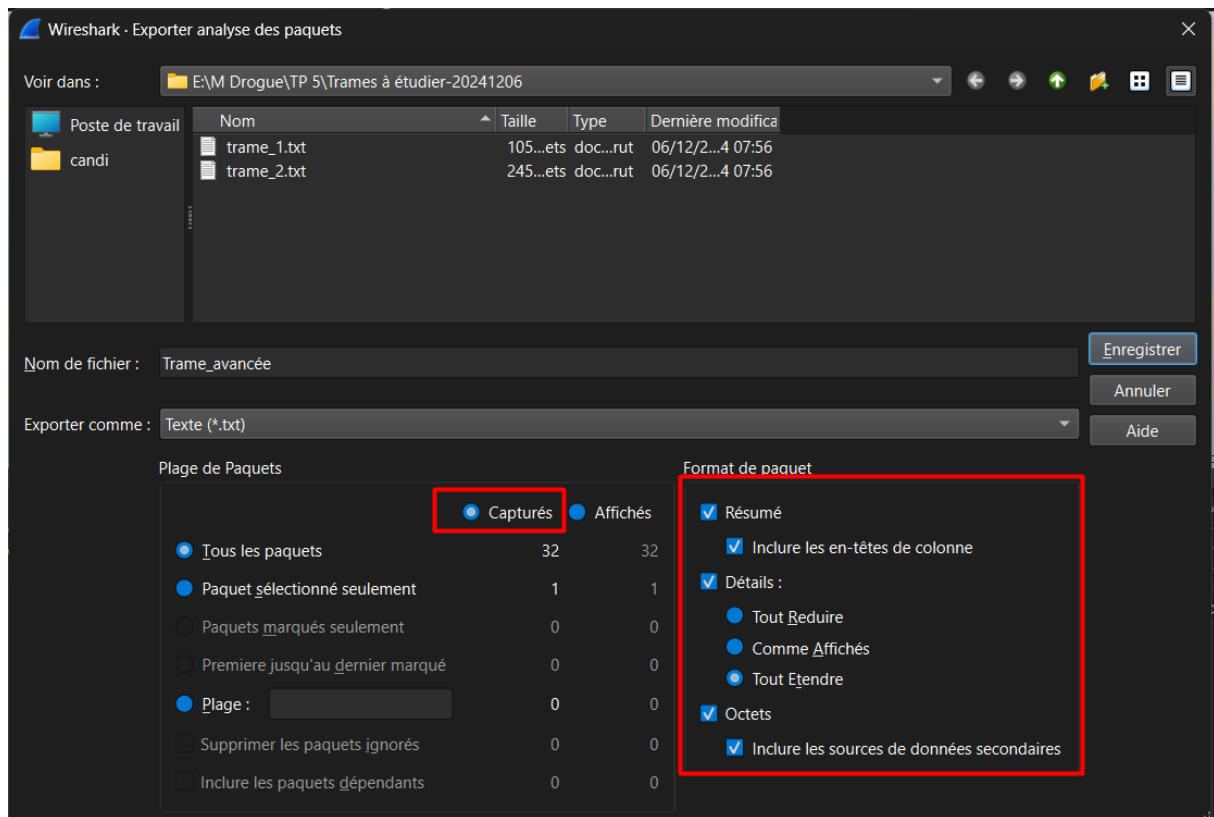 Wireshark · Exporter analyse des paquets
Voir dans :
E:\M Drogue\TP 5\Trames à étudier-20241206
Poste de travail
candi
Nom Taille Type Dernière modifica
trame_1.txt 105...ets doc...rut 06/12/2...4 07:56
trame_2.txt 245...ets doc...rut 06/12/2...4 07:56
Nom de fichier : Trame_avancée
Enregistrer
Annuler
Exporter comme : Texte (*.txt)
Aide
Plage de Paquets
Capturés Affichés
Tous les paquets 32 32
Paquet sélectionné seulement 1 1
Paquets marqués seulement 0 0
Premiere jusqu'au dernier marqué 0 0
Plage : 0 0
Supprimer les paquets ignorés 0 0
Inclure les paquets dépendants 0 0
Format de paquet
Résumé
Inclure les en-têtes de colonne
Détails :
Tout Reduire
Comme Affichés
Tout Etendre
Octets
Inclure les sources de données secondaires